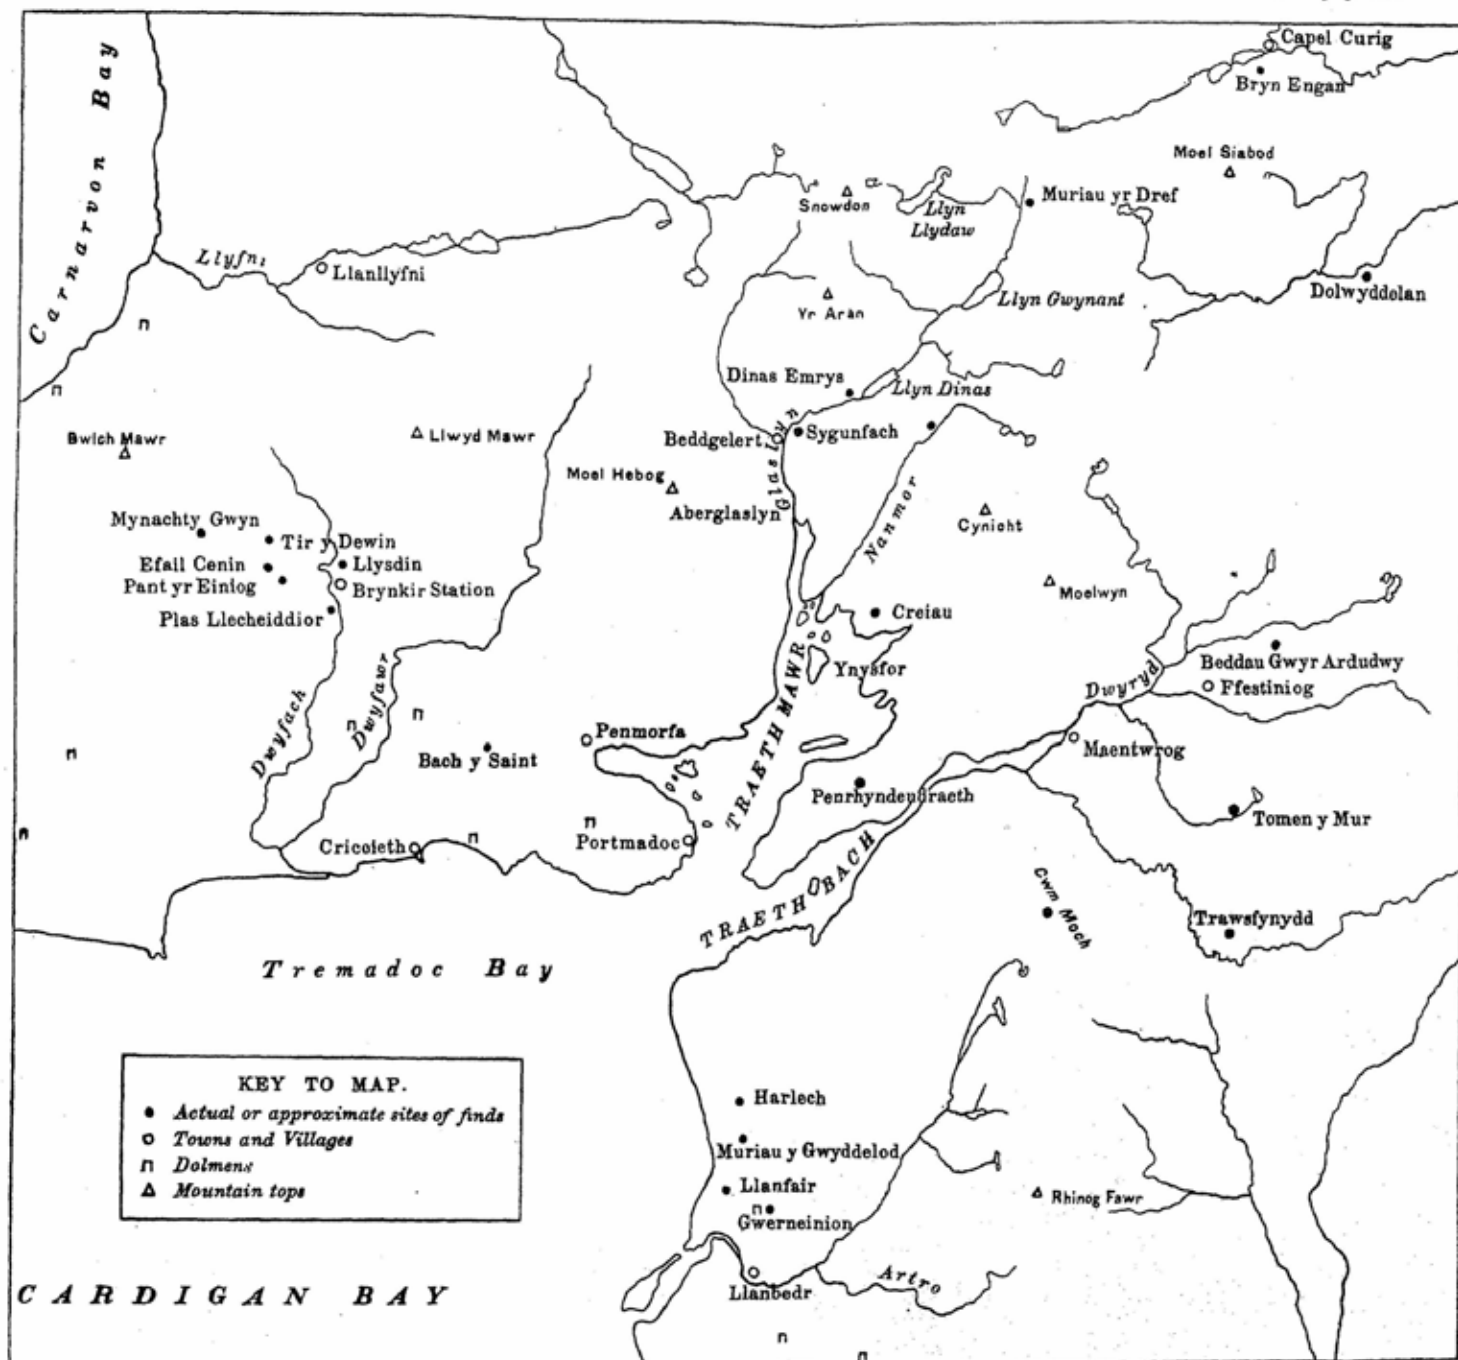 Capel Curig
Bryn Engan
Carnarvon Bay
Moel Siabod
Snowdon
Llyn
Llydaw
Muriau yr Dref
Llyfni
Llanllyfni
Llyn Gwynant
Dolwyddelan
Yr Aran
Dinas Emrys
Llyn Dinas
Bwlch Mawr
Llwyd Mawr
Beddgelert
Sygunfach
Glaslyn
R
Moel Hebog
Aberglaslyn
Nanmor
Cynicht
Mynachty Gwyn
Tir y Dewin
Efail Cenin
Llysdin
Pant yr Einiog
Brynkir Station
Plas Llecheiddior
Moelwyn
Creiau
Ynysfor
Beddau Gwyr Ardudwy
Ffestiniog
Dwyryd
Dwyfach
Dwyfawr
TRAETH MAWR
Penmorfa
Bach y Saint
Maentwrog
Penrhyndeudraeth
Tomen y Mur
Criccieth
Portmadoc
TRAETH BACH
Cwm Moch
Trawsfynydd
Tremadoc Bay
KEY TO MAP.
Actual or approximate sites of finds
Towns and Villages
Dolmens
Mountain tops
Harlech
Muriau y Gwyddelod
Llanfair
Gwerneinion
Rhinog Fawr
Artro
Llanbedr
CARDIGAN BAY